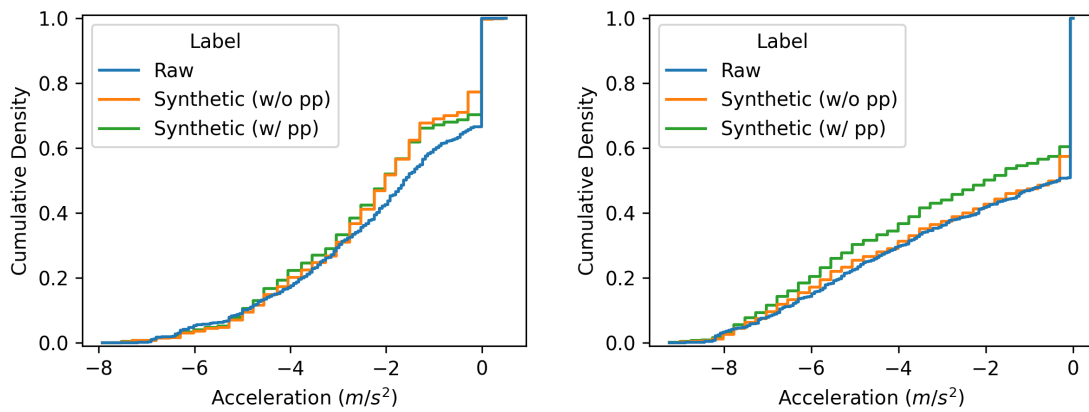 1.0
0.8
0.6
0.4
0.2
0.0
Cumulative Density
Label
Raw
Synthetic (w/o pp)
Synthetic (w/ pp)
−8 −6 −4 −2 0
Acceleration (m/s²)
1.0
0.8
0.6
0.4
0.2
0.0
Cumulative Density
Label
Raw
Synthetic (w/o pp)
Synthetic (w/ pp)
−8 −6 −4 −2 0
Acceleration (m/s²)